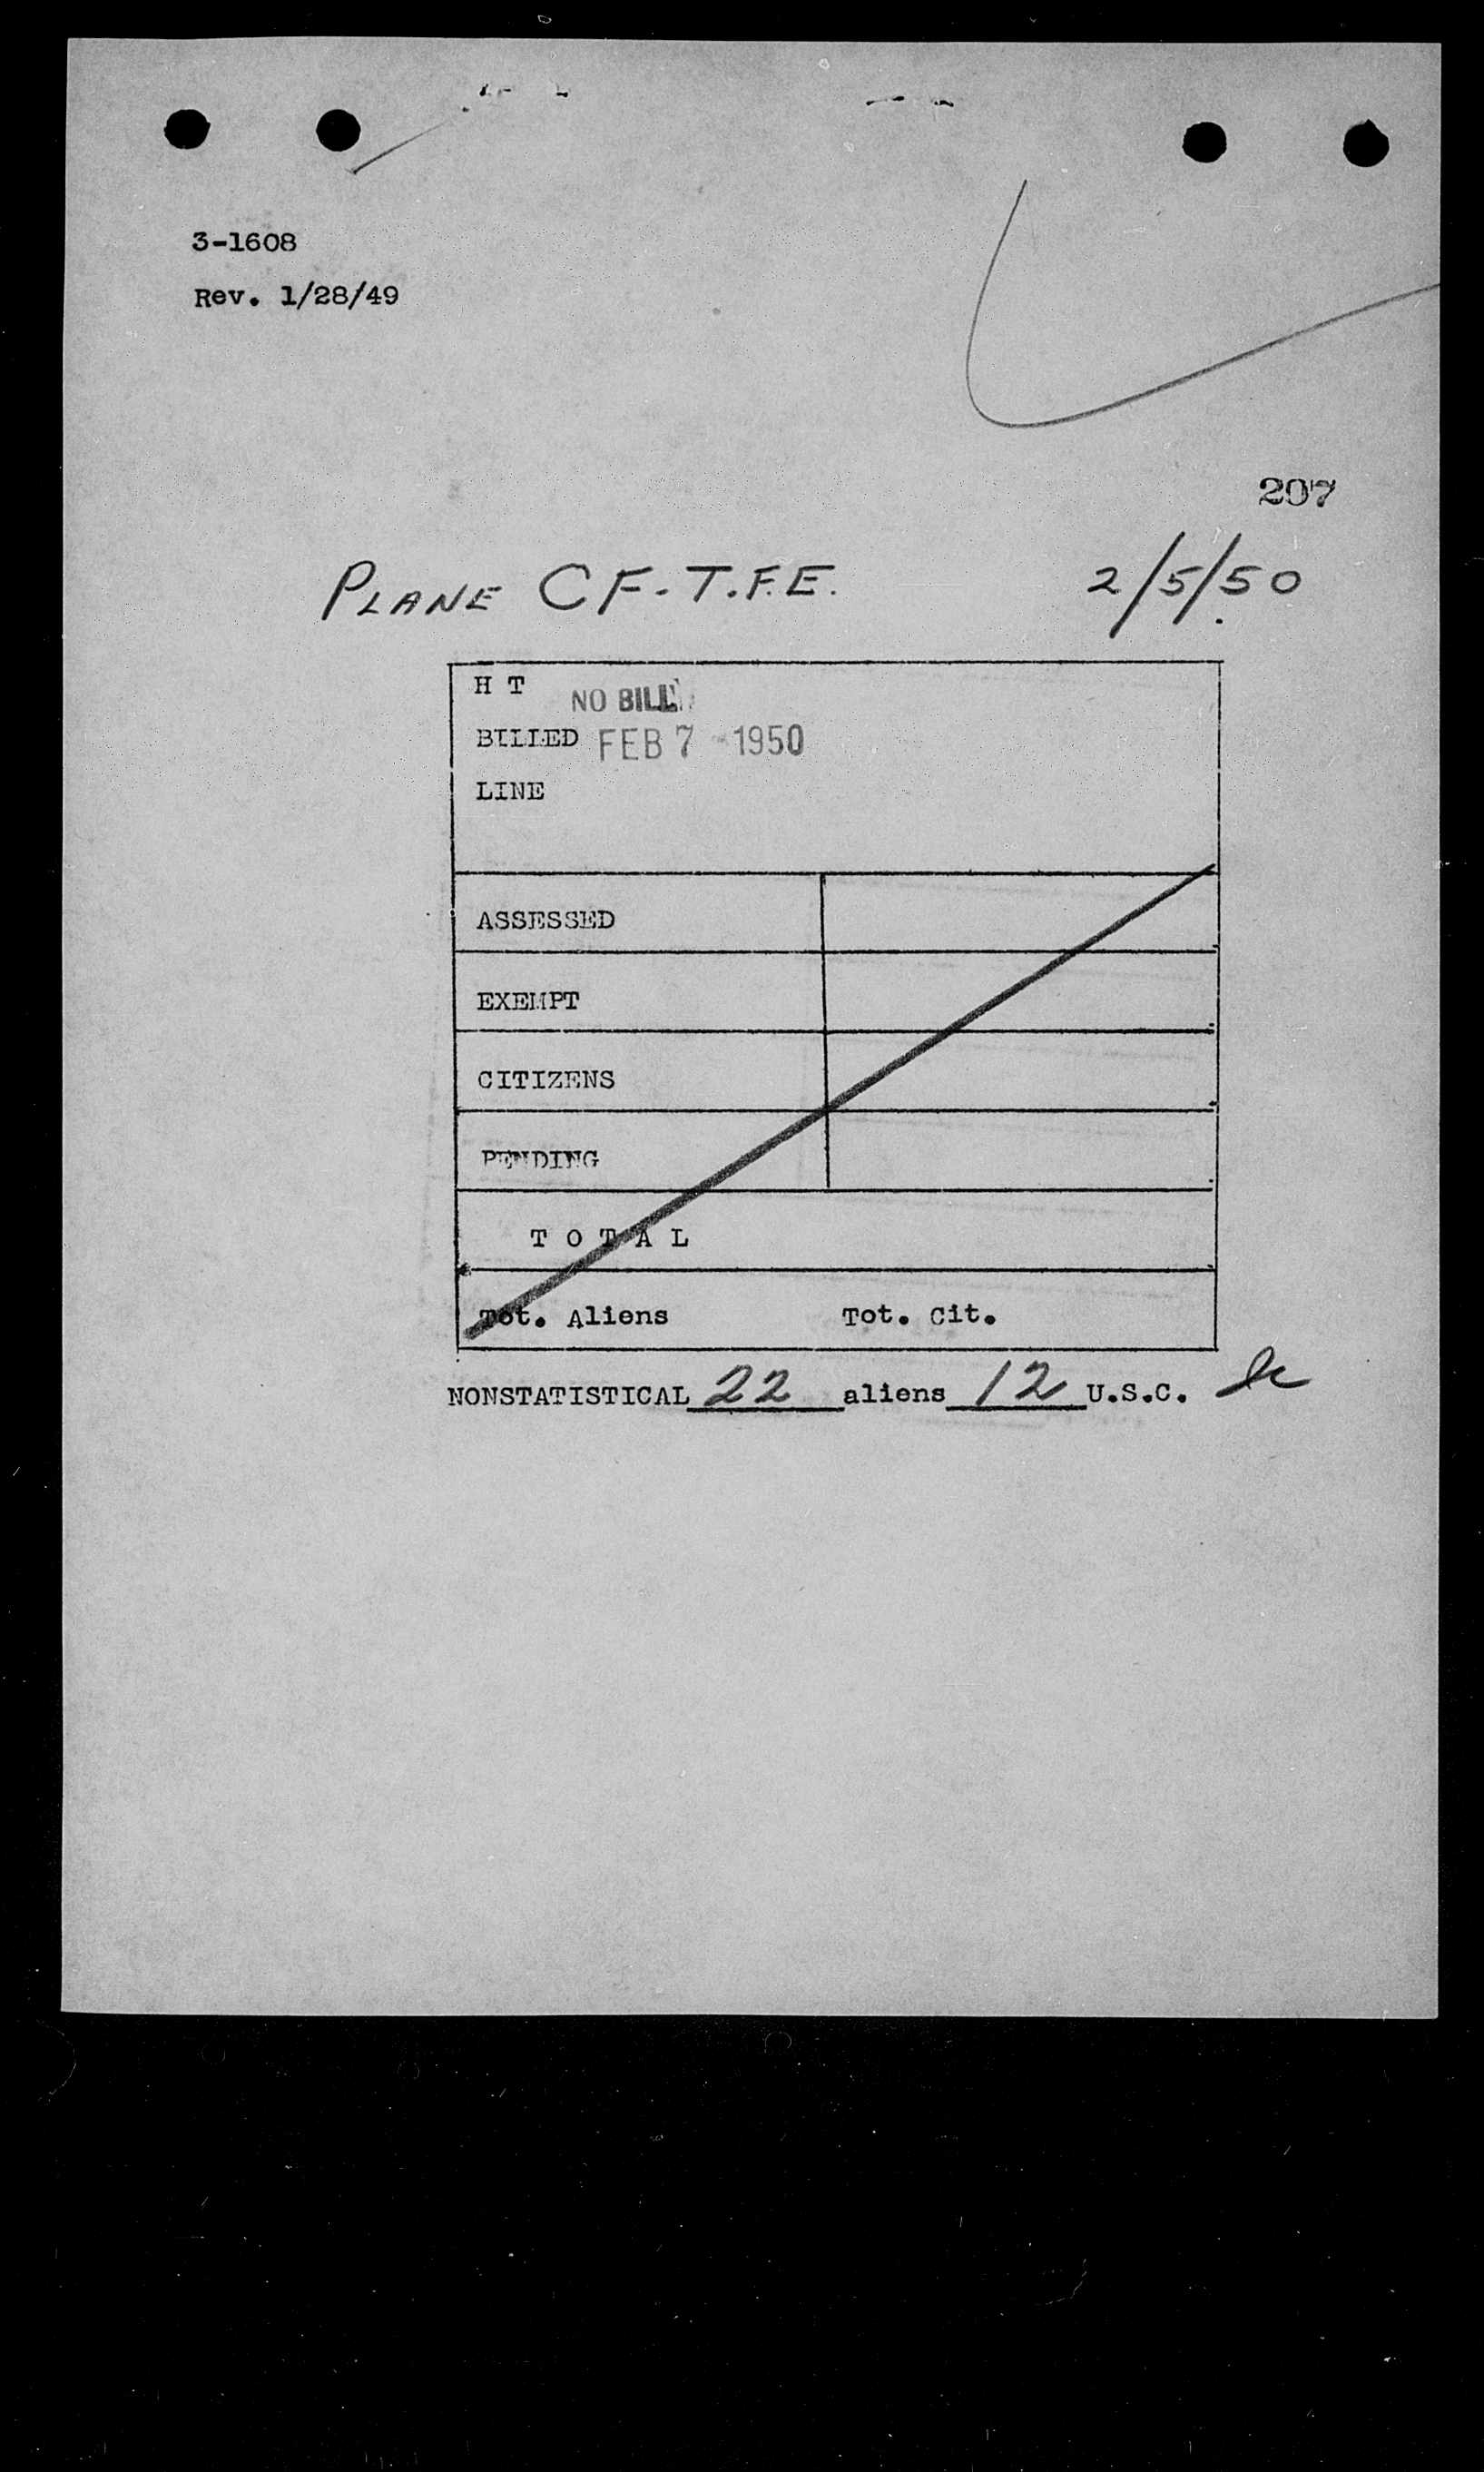 3-1608
Rev. 1/28/49
207
PLANE CF-T.F.E. 2/5/50
H T NO BILL
BILLED FEB 7 1950
LINE
ASSESSED
EXEMPT
CITIZENS
PENDING
T O T A L
Tot. Aliens Tot. Cit.
NONSTATISTICAL 22 aliens 12 U.S.C.